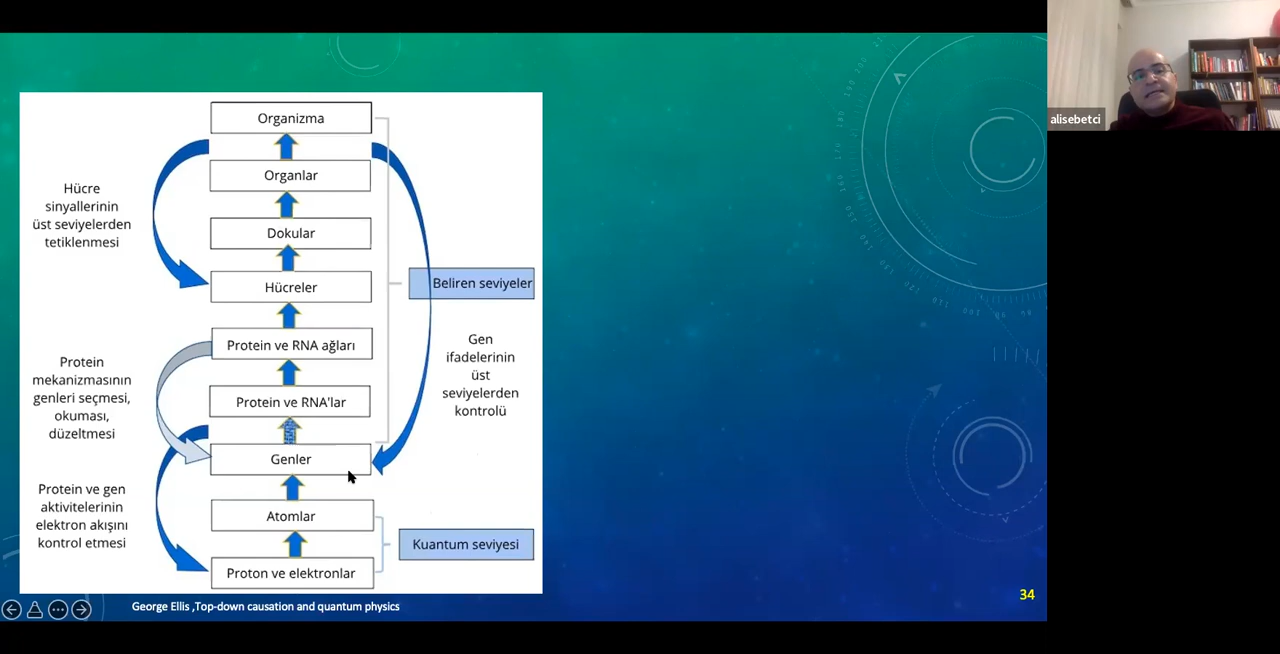 alisebetci
Organizma
Organlar
Dokular
Hücreler
Protein ve RNA ağları
Protein ve RNA'lar
Genler
Atomlar
Proton ve elektronlar
Hücre
sinyallerinin
üst seviyelerden
tetiklenmesi
Protein
mekanizmasının
genleri seçmesi,
okuması,
düzeltmesi
Protein ve gen
aktivitelerinin
elektron akışını
kontrol etmesi
Beliren seviyeler
Gen
ifadelerinin
üst
seviyelerden
kontrolü
Kuantum seviyesi
George Ellis ,Top-down causation and quantum physics
34